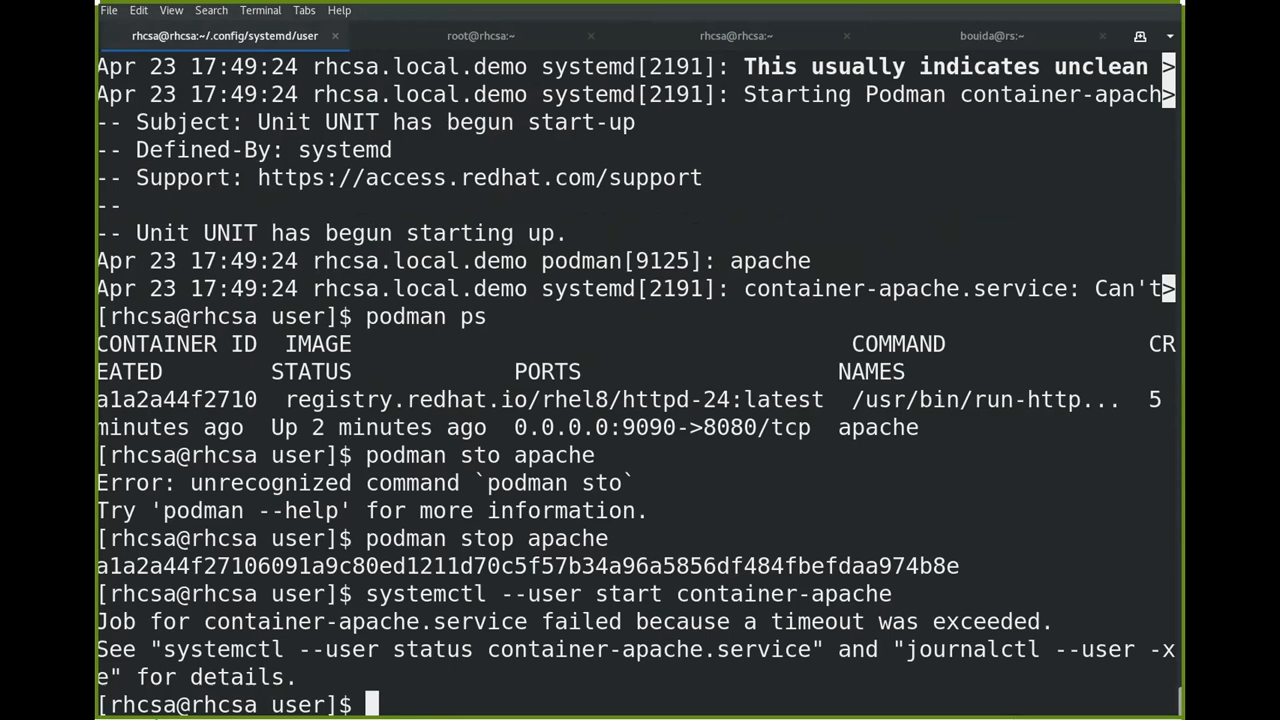 File Edit View Search Terminal Tabs Help
rhcsa@rhcsa:~/.config/systemd/user × root@rhcsa:~ × rhcsa@rhcsa:~ × bouida@rs:~ ×
Apr 23 17:49:24 rhcsa.local.demo systemd[2191]: This usually indicates unclean >
Apr 23 17:49:24 rhcsa.local.demo systemd[2191]: Starting Podman container-apach>
-- Subject: Unit UNIT has begun start-up
-- Defined-By: systemd
-- Support: https://access.redhat.com/support
--
-- Unit UNIT has begun starting up.
Apr 23 17:49:24 rhcsa.local.demo podman[9125]: apache
Apr 23 17:49:24 rhcsa.local.demo systemd[2191]: container-apache.service: Can't>
[rhcsa@rhcsa user]$ podman ps
CONTAINER ID  IMAGE                                     COMMAND               CR
EATED        STATUS            PORTS                   NAMES
a1a2a44f2710  registry.redhat.io/rhel8/httpd-24:latest  /usr/bin/run-http...  5
minutes ago  Up 2 minutes ago  0.0.0.0:9090->8080/tcp  apache
[rhcsa@rhcsa user]$ podman sto apache
Error: unrecognized command `podman sto`
Try 'podman --help' for more information.
[rhcsa@rhcsa user]$ podman stop apache
a1a2a44f27106091a9c80ed1211d70c5f57b34a96a5856df484fbefdaa974b8e
[rhcsa@rhcsa user]$ systemctl --user start container-apache
Job for container-apache.service failed because a timeout was exceeded.
See "systemctl --user status container-apache.service" and "journalctl --user -x
e" for details.
[rhcsa@rhcsa user]$